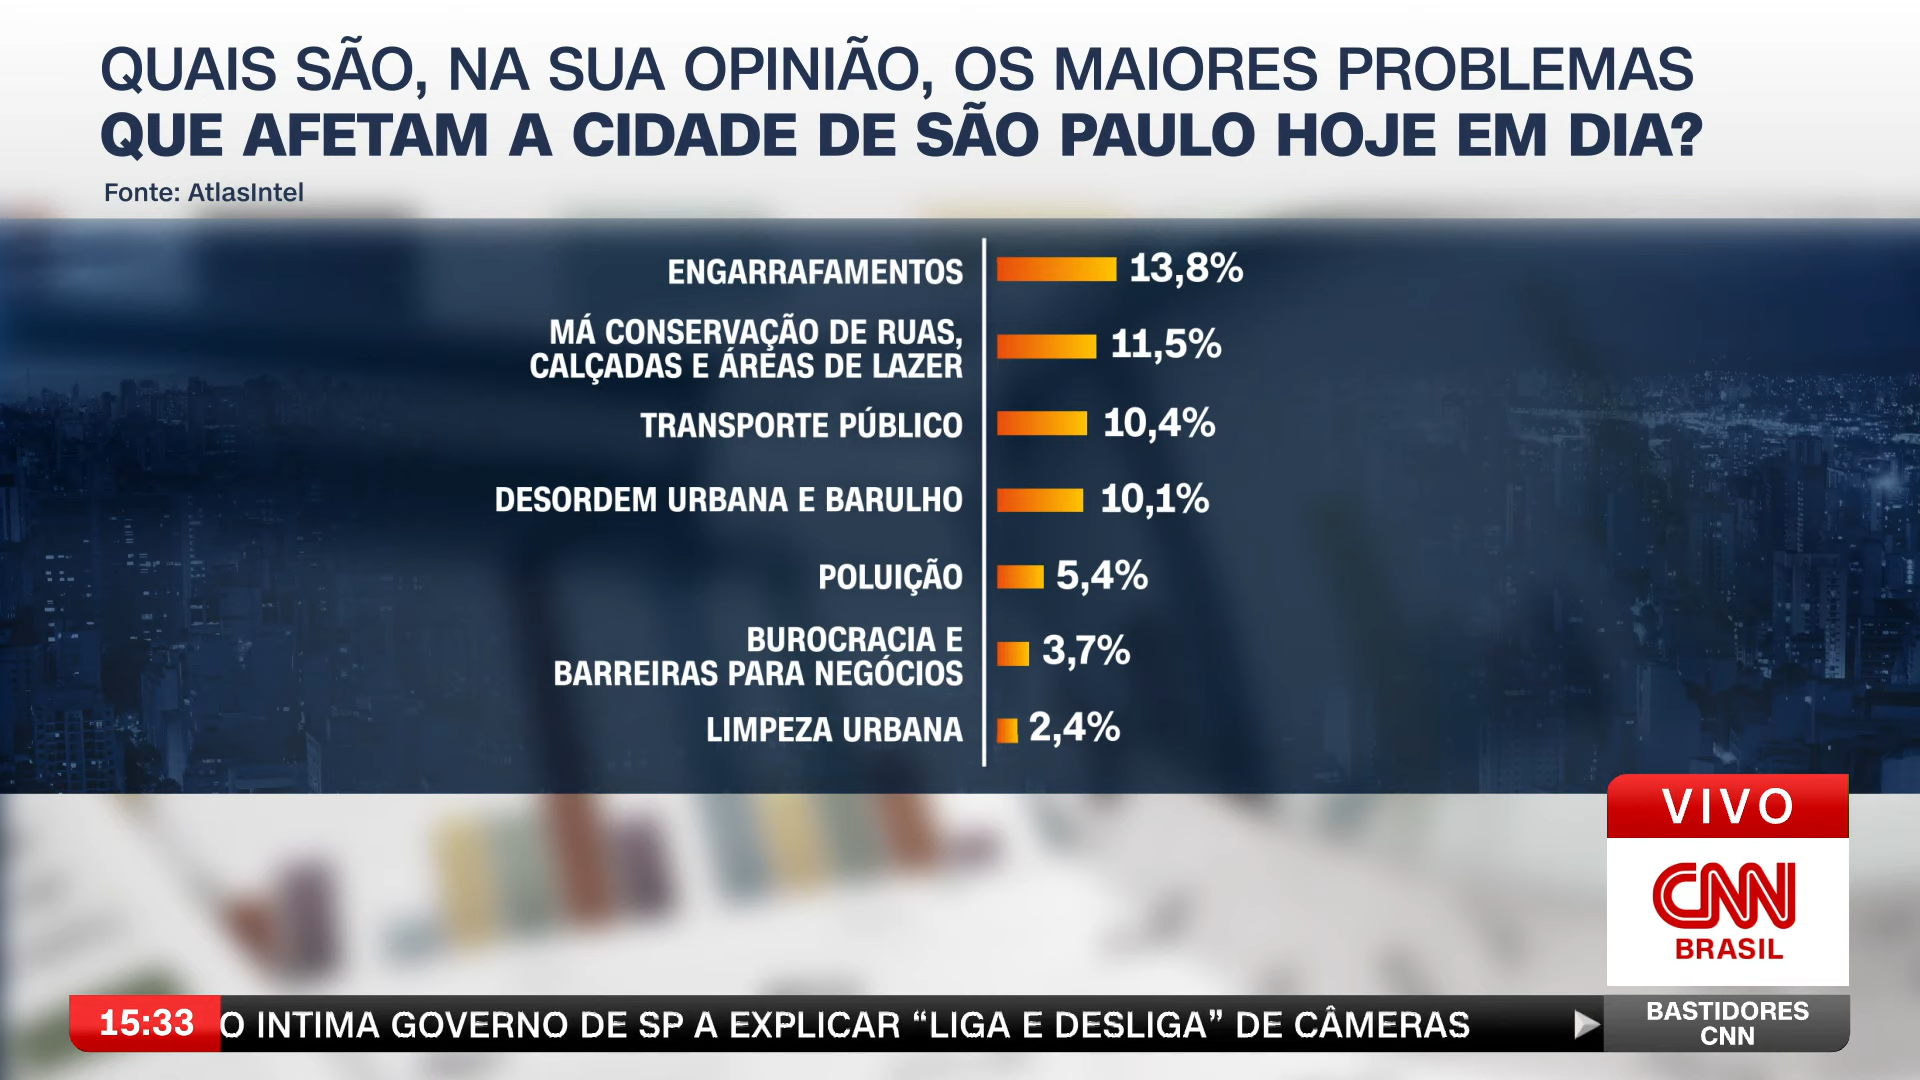 QUAIS SÃO, NA SUA OPINIÃO, OS MAIORES PROBLEMAS
QUE AFETAM A CIDADE DE SÃO PAULO HOJE EM DIA?
Fonte: AtlasIntel
ENGARRAFAMENTOS 13,8%
MÁ CONSERVAÇÃO DE RUAS,
CALÇADAS E ÁREAS DE LAZER 11,5%
TRANSPORTE PÚBLICO 10,4%
DESORDEM URBANA E BARULHO 10,1%
POLUIÇÃO 5,4%
BUROCRACIA E
BARREIRAS PARA NEGÓCIOS 3,7%
LIMPEZA URBANA 2,4%
VIVO
CNN
BRASIL
15:33 O INTIMA GOVERNO DE SP A EXPLICAR “LIGA E DESLIGA” DE CÂMERAS
BASTIDORES
CNN